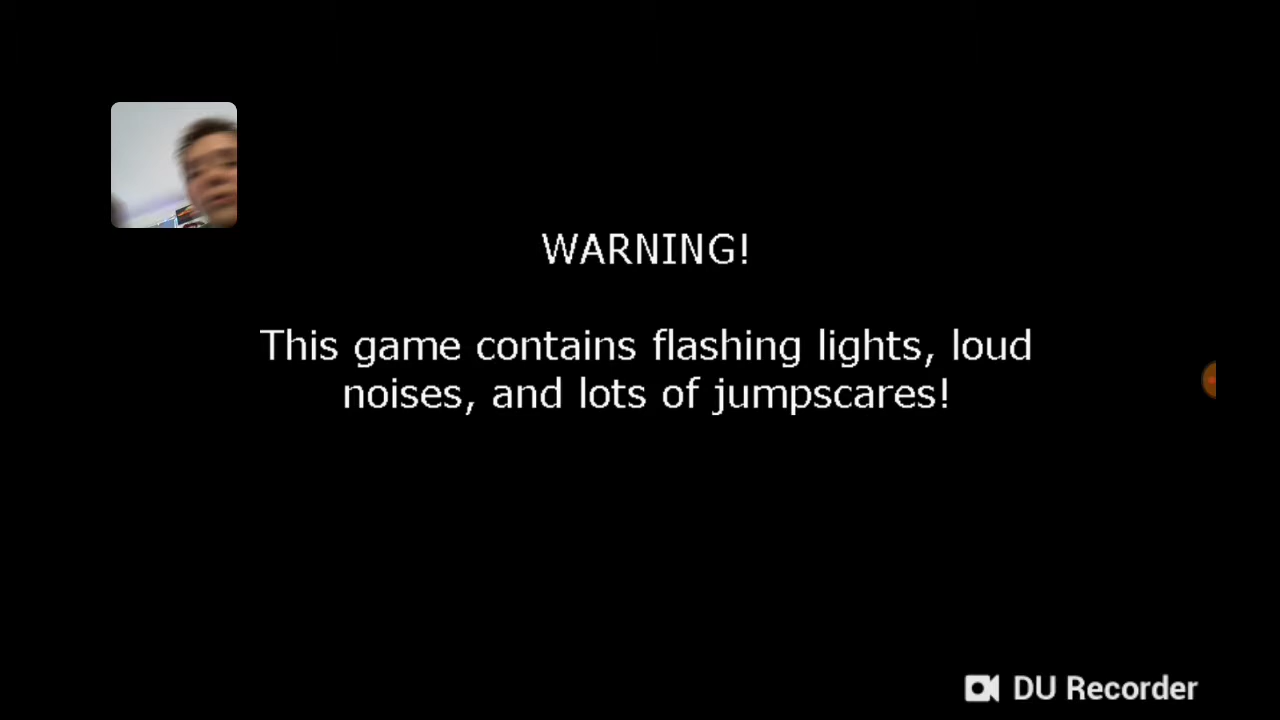 WARNING!
This game contains flashing lights, loud
noises, and lots of jumpscares!
DU Recorder